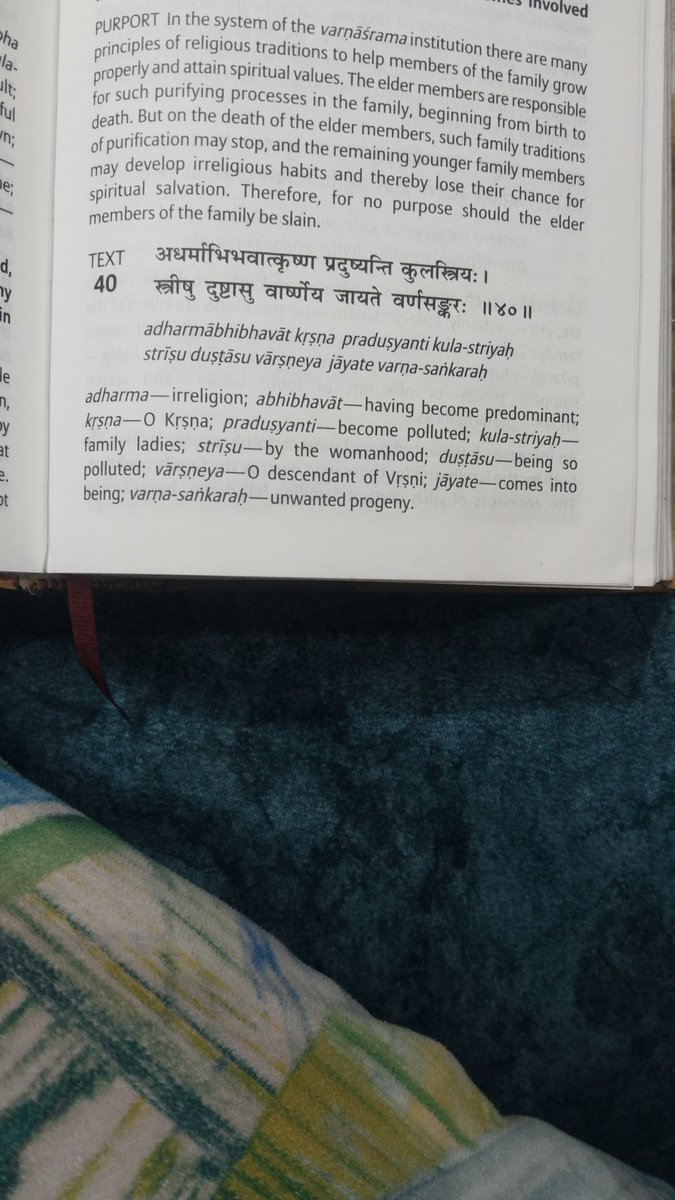 involved
PURPORT In the system of the varṇāśrama institution there are many
principles of religious traditions to help members of the family grow
properly and attain spiritual values. The elder members are responsible
for such purifying processes in the family, beginning from birth to
death. But on the death of the elder members, such family traditions
of purification may stop, and the remaining younger family members
may develop irreligious habits and thereby lose their chance for
spiritual salvation. Therefore, for no purpose should the elder
members of the family be slain.
TEXT अधर्माभिभवात्कृष्ण प्रदुष्यन्ति कुलस्त्रियः।
40 स्त्रीषु दुष्टासु वार्ष्णेय जायते वर्णसङ्करः ॥४०॥
adharmābhibhavāt kṛṣṇa praduṣyanti kula-striyaḥ
strīṣu duṣṭāsu vārṣṇeya jāyate varṇa-saṅkaraḥ
adharma—irreligion; abhibhavāt—having become predominant;
kṛṣṇa—O Kṛṣṇa; praduṣyanti—become polluted; kula-striyaḥ—
family ladies; strīṣu—by the womanhood; duṣṭāsu—being so
polluted; vārṣṇeya—O descendant of Vṛṣṇi; jāyate—comes into
being; varṇa-saṅkaraḥ—unwanted progeny.